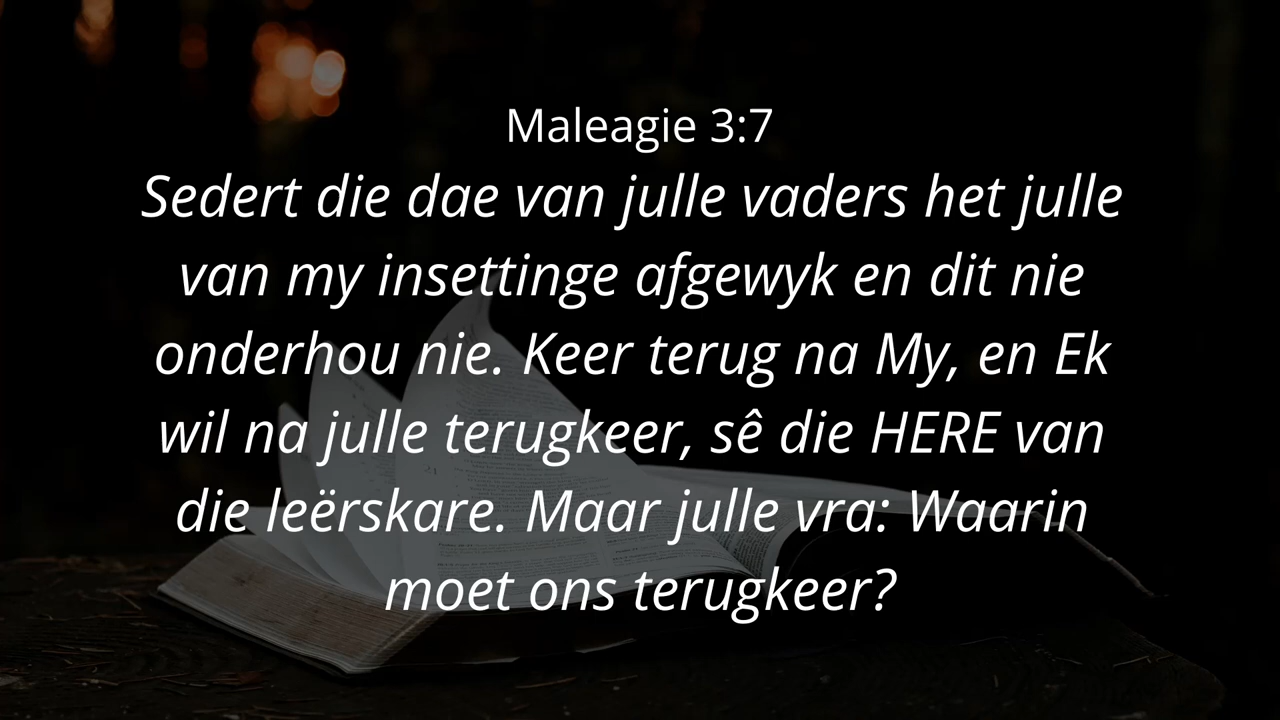 Maleagie 3:7
Sedert die dae van julle vaders het julle
van my insettinge afgewyk en dit nie
onderhou nie. Keer terug na My, en Ek
wil na julle terugkeer, sê die HERE van
die leërskare. Maar julle vra: Waarin
moet ons terugkeer?